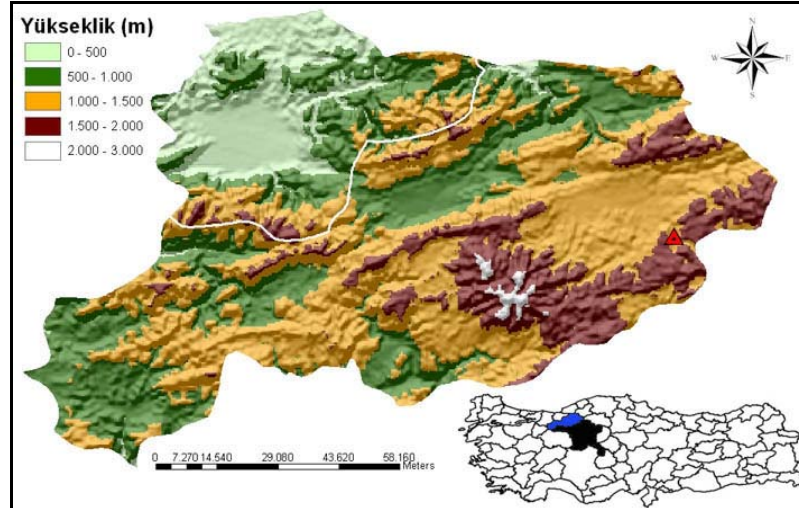 Yükseklik (m)
0 - 500
500 - 1.000
1.000 - 1.500
1.500 - 2.000
2.000 - 3.000
N
W E
S
0 7.270 14.540 29.080 43.620 58.160
Meters